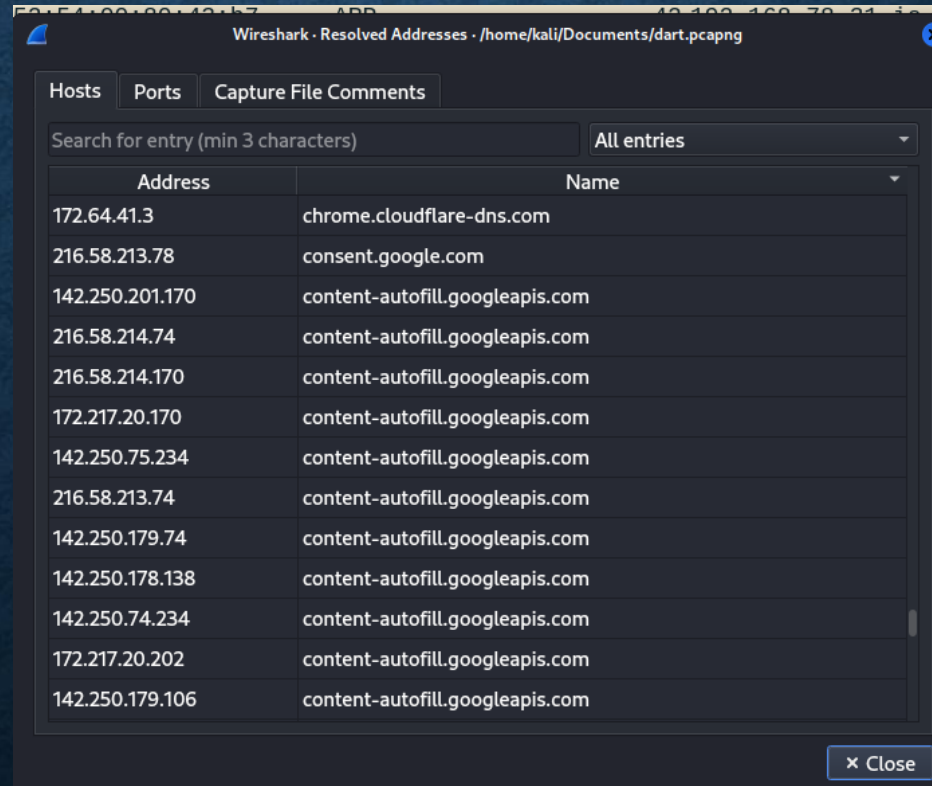 Wireshark · Resolved Addresses · /home/kali/Documents/dart.pcapng
Hosts Ports Capture File Comments
Search for entry (min 3 characters) All entries
Address Name
172.64.41.3 chrome.cloudflare-dns.com
216.58.213.78 consent.google.com
142.250.201.170 content-autofill.googleapis.com
216.58.214.74 content-autofill.googleapis.com
216.58.214.170 content-autofill.googleapis.com
172.217.20.170 content-autofill.googleapis.com
142.250.75.234 content-autofill.googleapis.com
216.58.213.74 content-autofill.googleapis.com
142.250.179.74 content-autofill.googleapis.com
142.250.178.138 content-autofill.googleapis.com
142.250.74.234 content-autofill.googleapis.com
172.217.20.202 content-autofill.googleapis.com
142.250.179.106 content-autofill.googleapis.com
× Close